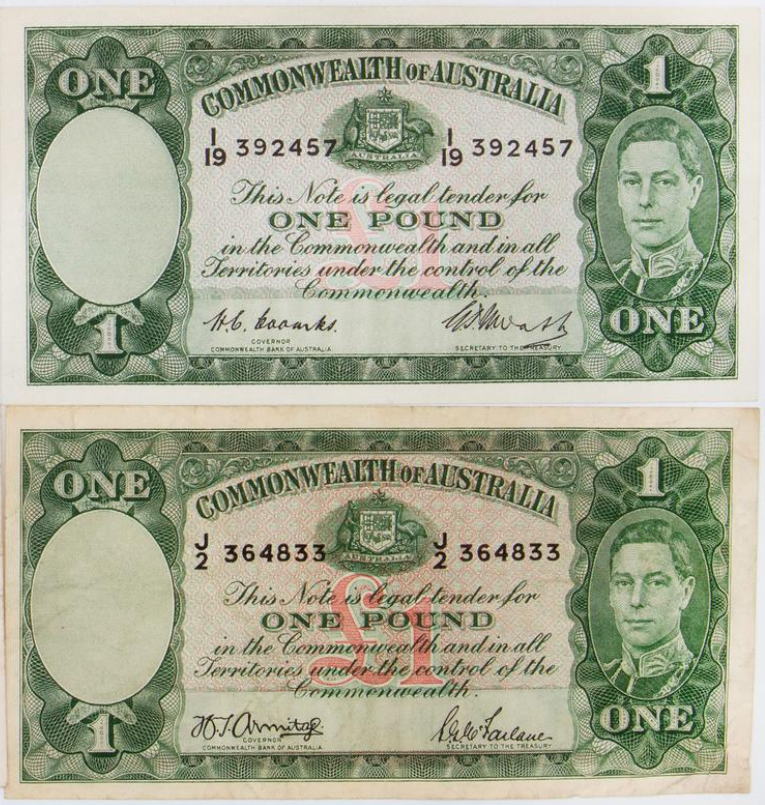 ONE
COMMONWEALTH OF AUSTRALIA
1
I/19 392457
AUSTRALIA
I/19 392457
£1
This Note is legal tender for
ONE POUND
in the Commonwealth and in all
Territories under the control of the
Commonwealth.
1
H.C. Coombs.
GOVERNOR
COMMONWEALTH BANK OF AUSTRALIA
SECRETARY TO THE TREASURY
ONE
ONE
COMMONWEALTH OF AUSTRALIA
1
J/2 364833
AUSTRALIA
J/2 364833
£1
This Note is legal tender for
ONE POUND
in the Commonwealth and in all
Territories under the control of the
Commonwealth.
1
H.T. Armitage
GOVERNOR
COMMONWEALTH BANK OF AUSTRALIA
SECRETARY TO THE TREASURY
ONE